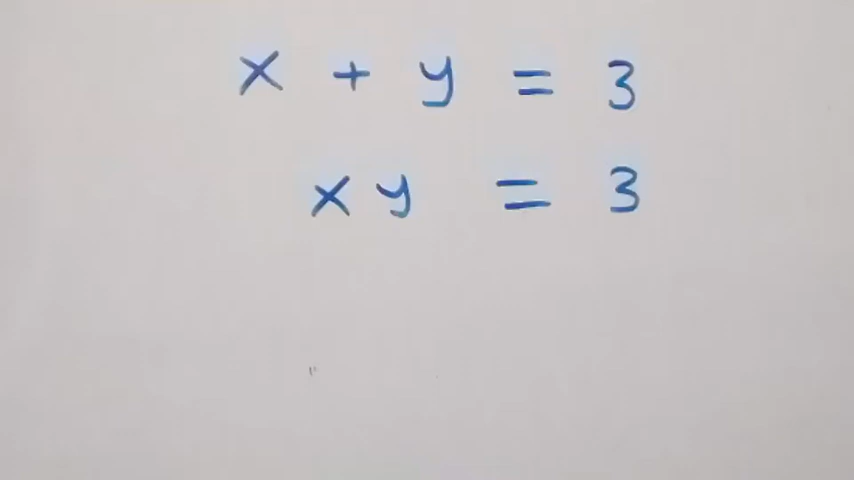 x + y = 3
xy = 3